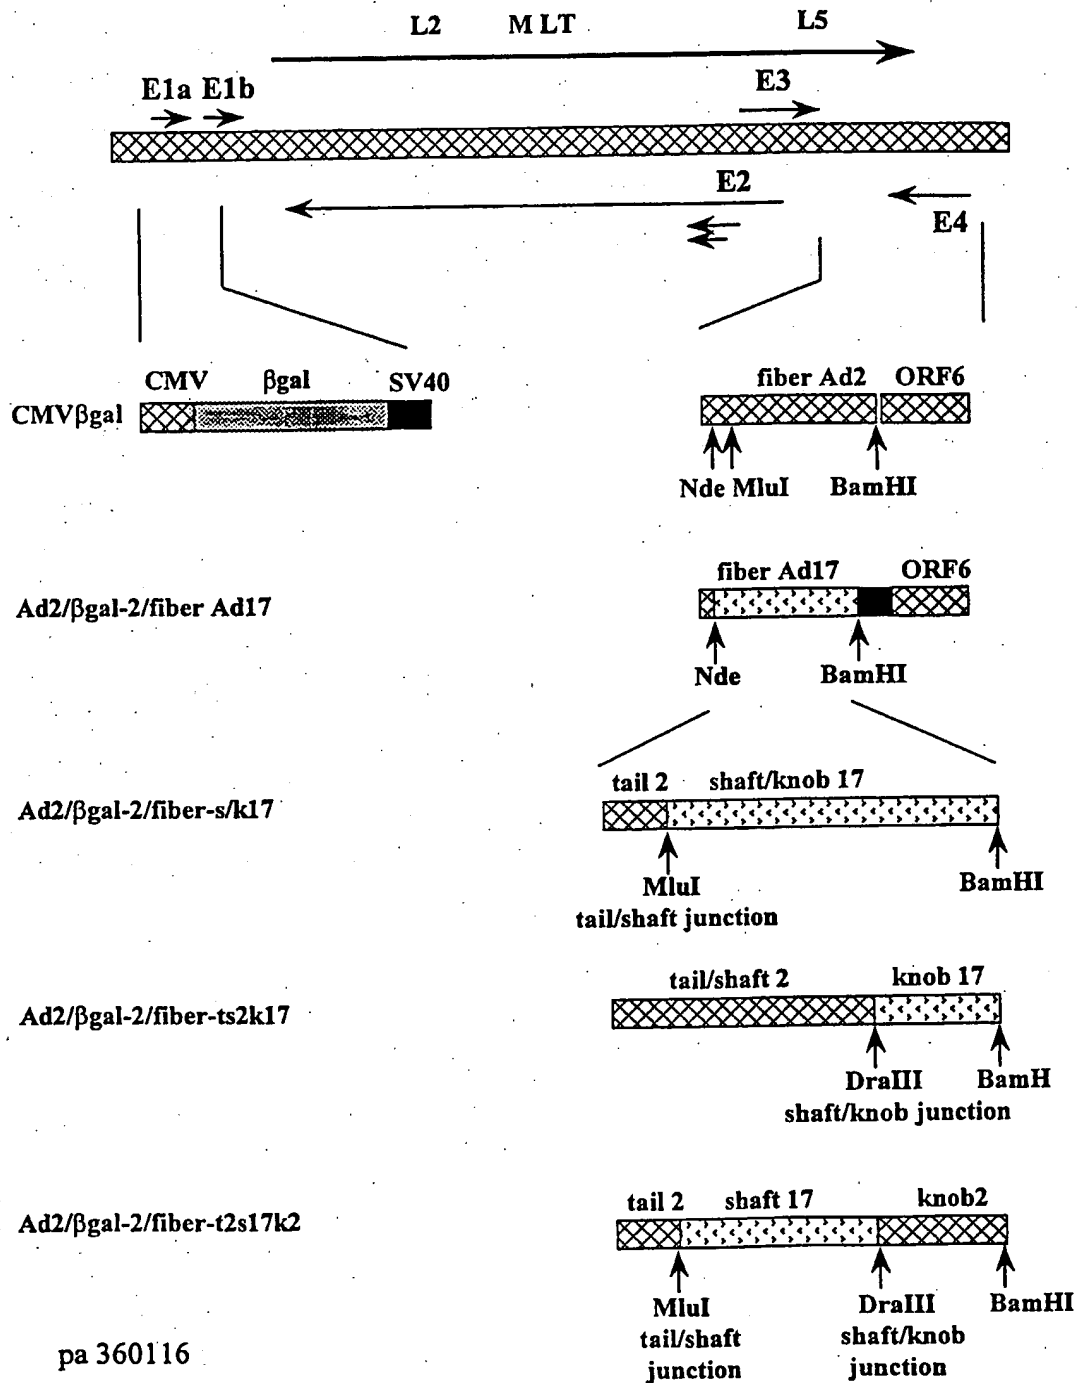 L2 MLT L5
E1a E1b E3
E2
E4
CMV βgal SV40 fiber Ad2 ORF6
CMVβgal
Nde MluI BamHI
fiber Ad17 ORF6
Ad2/βgal-2/fiber Ad17
Nde BamHI
tail 2 shaft/knob 17
Ad2/βgal-2/fiber-s/k17
MluI BamHI
tail/shaft junction
tail/shaft 2 knob 17
Ad2/βgal-2/fiber-ts2k17
DraIII BamH
shaft/knob junction
tail 2 shaft 17 knob2
Ad2/βgal-2/fiber-t2s17k2
MluI DraIII BamHI
tail/shaft shaft/knob
junction junction
pa 360116